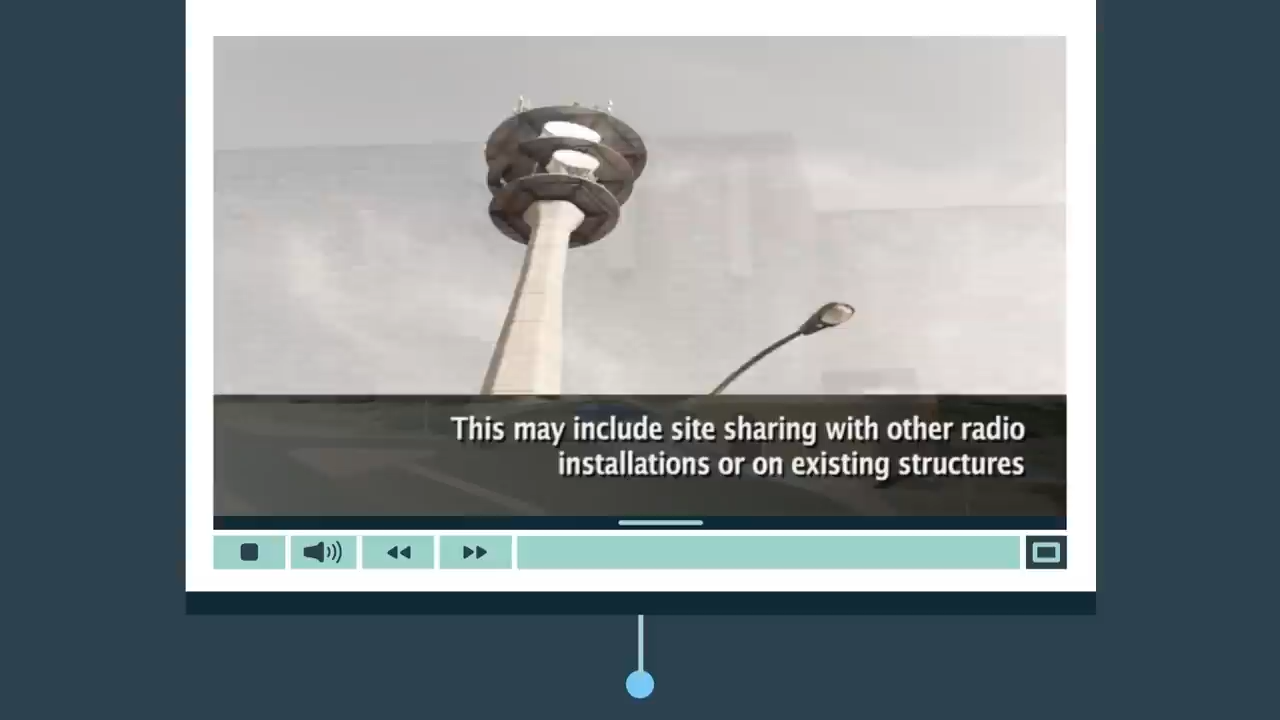 This may include site sharing with other radio
installations or on existing structures